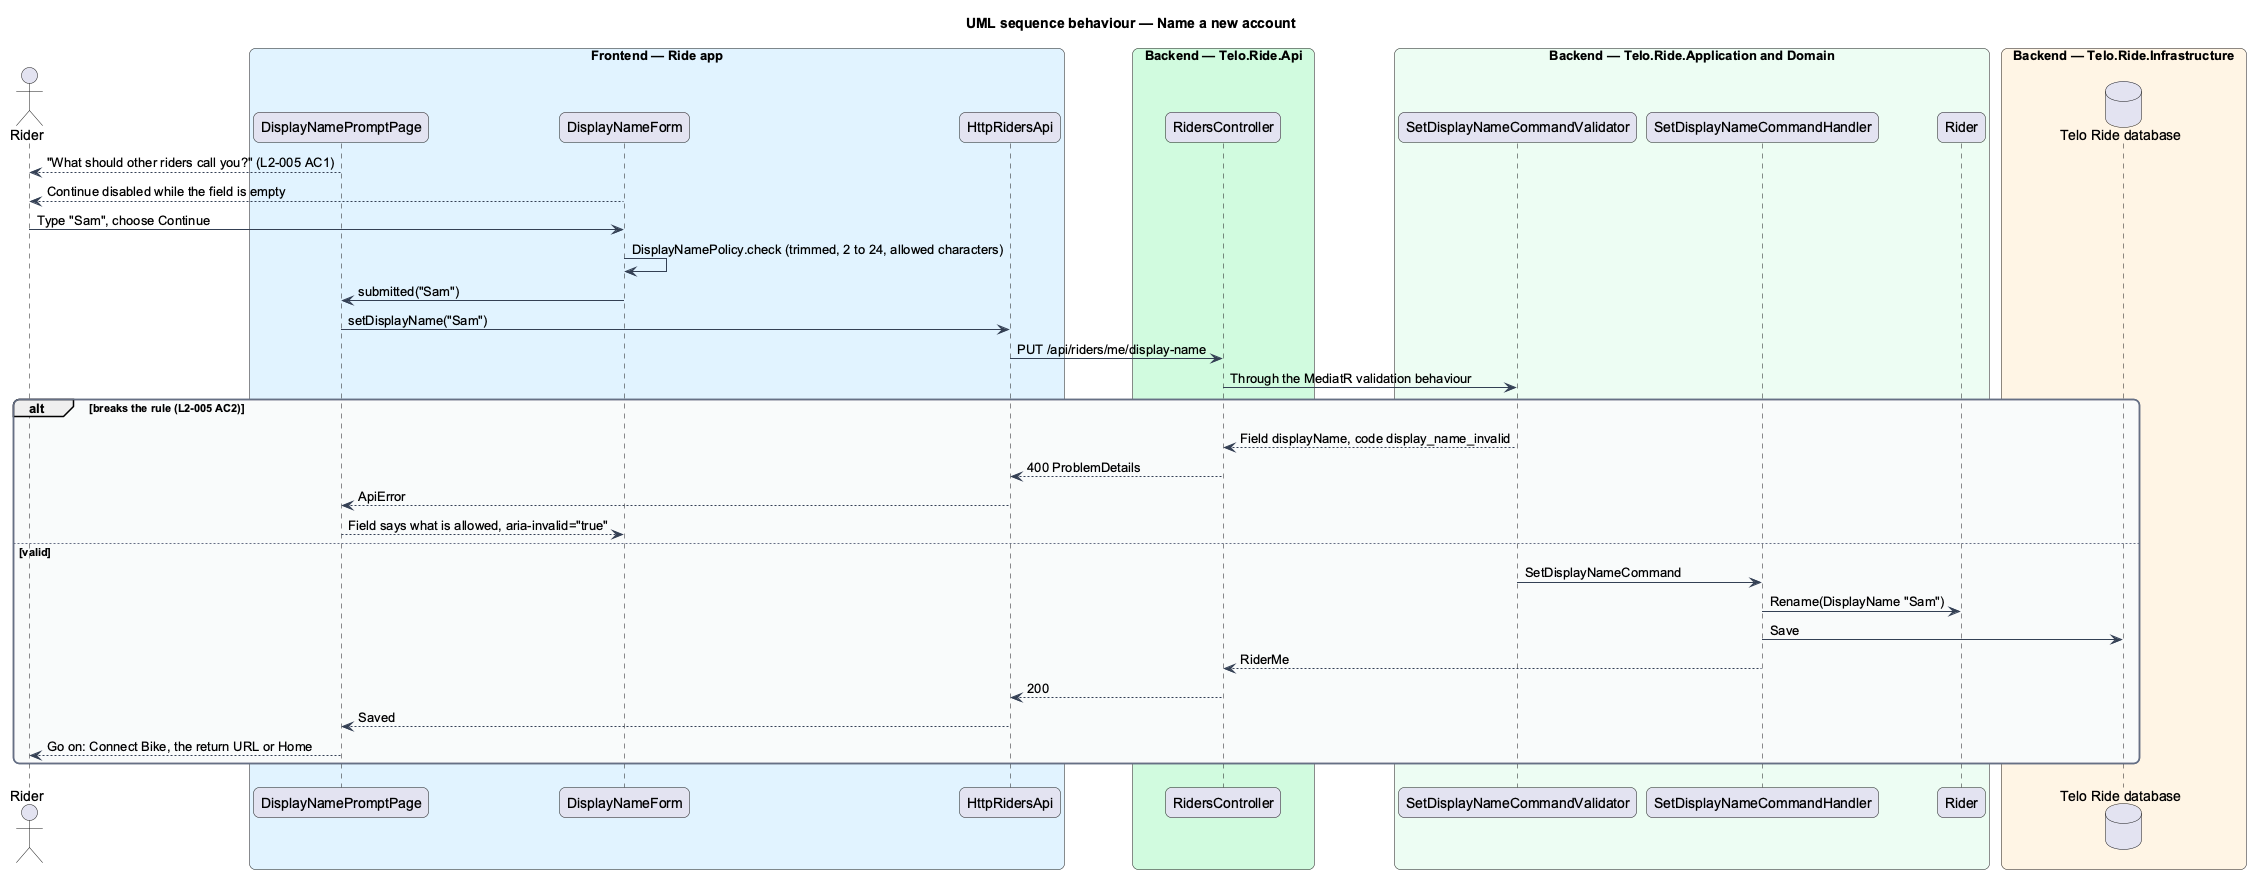 UML sequence behaviour — Name a new account
Frontend — Ride app
Backend — Telo.Ride.Api
Backend — Telo.Ride.Application and Domain
Backend — Telo.Ride.Infrastructure
Rider
DisplayNamePromptPage
DisplayNameForm
HttpRidersApi
RidersController
SetDisplayNameCommandValidator
SetDisplayNameCommandHandler
Rider
Telo Ride database
"What should other riders call you?" (L2-005 AC1)
Continue disabled while the field is empty
Type "Sam", choose Continue
DisplayNamePolicy.check (trimmed, 2 to 24, allowed characters)
submitted("Sam")
setDisplayName("Sam")
PUT /api/riders/me/display-name
Through the MediatR validation behaviour
alt
[breaks the rule (L2-005 AC2)]
Field displayName, code display_name_invalid
400 ProblemDetails
ApiError
Field says what is allowed, aria-invalid="true"
[valid]
SetDisplayNameCommand
Rename(DisplayName "Sam")
Save
RiderMe
200
Saved
Go on: Connect Bike, the return URL or Home
Rider
DisplayNamePromptPage
DisplayNameForm
HttpRidersApi
RidersController
SetDisplayNameCommandValidator
SetDisplayNameCommandHandler
Rider
Telo Ride database